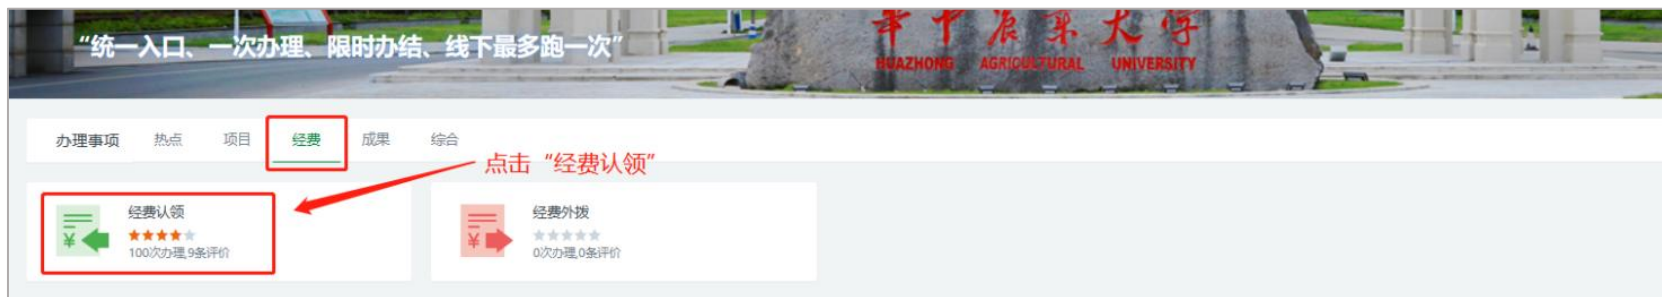 “统一入口、一次办理、限时办结、线下最多跑一次”
华中农业大学
HUAZHONG AGRICULTURAL UNIVERSITY
办理事项 热点 项目 经费 成果 综合
点击“经费认领”
经费认领
100次办理,9条评价
经费外拨
0次办理,0条评价